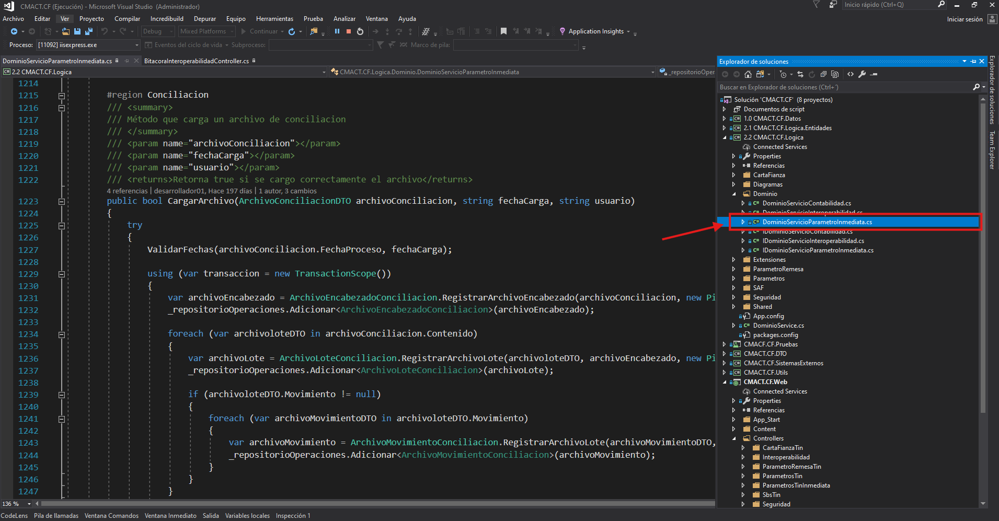 CMACT.CF (Ejecución) - Microsoft Visual Studio (Administrador)
Inicio rápido (Ctrl+Q)
Archivo Editar Ver Proyecto Compilar Incredibuild Depurar Equipo Herramientas Prueba Analizar Ventana Ayuda
Iniciar sesión
Debug Mixed Platforms Continuar Application Insights
Proceso: [11092] iisexpress.exe Eventos del ciclo de vida Subproceso: Marco de pila:
DominioServicioParametroInmediata.cs BitacoraInteroperabilidadController.cs
2.2 CMACT.CF.Logica CMACT.CF.Logica.Dominio.DominioServicioParametroInmediata _repositorioOper
1214
1215 #region Conciliacion
1216 /// <summary>
1217 /// Método que carga un archivo de conciliacion
1218 /// </summary>
1219 /// <param name="archivoConciliacion"></param>
1220 /// <param name="fechaCarga"></param>
1221 /// <param name="usuario"></param>
1222 /// <returns>Retorna true si se cargo correctamente el archivo</returns>
4 referencias | desarrollador01, Hace 197 días | 1 autor, 3 cambios
1223 public bool CargarArchivo(ArchivoConciliacionDTO archivoConciliacion, string fechaCarga, string usuario)
1224 {
1225 try
1226 {
1227 ValidarFechas(archivoConciliacion.FechaProceso, fechaCarga);
1228
1229 using (var transaccion = new TransactionScope())
1230 {
1231 var archivoEncabezado = ArchivoEncabezadoConciliacion.RegistrarArchivoEncabezado(archivoConciliacion, new Pi
1232 _repositorioOperaciones.Adicionar<ArchivoEncabezadoConciliacion>(archivoEncabezado);
1233
1234 foreach (var archivoloteDTO in archivoConciliacion.Contenido)
1235 {
1236 var archivoLote = ArchivoLoteConciliacion.RegistrarArchivoLote(archivoloteDTO, archivoEncabezado, new Pi
1237 _repositorioOperaciones.Adicionar<ArchivoLoteConciliacion>(archivoLote);
1238
1239 if (archivoloteDTO.Movimiento != null)
1240 {
1241 foreach (var archivoMovimientoDTO in archivoloteDTO.Movimiento)
1242 {
1243 var archivoMovimiento = ArchivoMovimientoConciliacion.RegistrarArchivoLote(archivoMovimientoDTO,
1244 _repositorioOperaciones.Adicionar<ArchivoMovimientoConciliacion>(archivoMovimiento);
1245 }
1246 }
1247 }
136 %
CodeLens Pila de llamadas Ventana Comandos Ventana Inmediato Salida Variables locales Inspección 1
Explorador de soluciones
Buscar en Explorador de soluciones (Ctrl+´)
Solución 'CMACT.CF' (8 proyectos)
Documentos de script
1.0 CMACT.CF.Datos
2.1 CMACT.CF.Logica.Entidades
2.2 CMACT.CF.Logica
Connected Services
Properties
Referencias
CartaFianza
Diagramas
Dominio
DominioServicioContabilidad.cs
DominioServicioInteroperabilidad.cs
DominioServicioParametroInmediata.cs
IDominioServicioContabilidad.cs
IDominioServicioInteroperabilidad.cs
IDominioServicioParametroInmediata.cs
Extensiones
ParametroRemesa
Parametros
SAF
Seguridad
Shared
App.config
DominioService.cs
packages.config
CMACF.CF.Pruebas
CMACT.CF.DTO
CMACT.CF.SistemasExternos
CMACT.CF.Utils
CMACT.CF.Web
Connected Services
Properties
Referencias
App_Start
Content
Controllers
CartaFianzaTin
Interoperabilidad
ParametroRemesaTin
ParametrosTin
ParametrosTinInmediata
SbsTin
Seguridad
Explorador de soluciones
Team Explorer